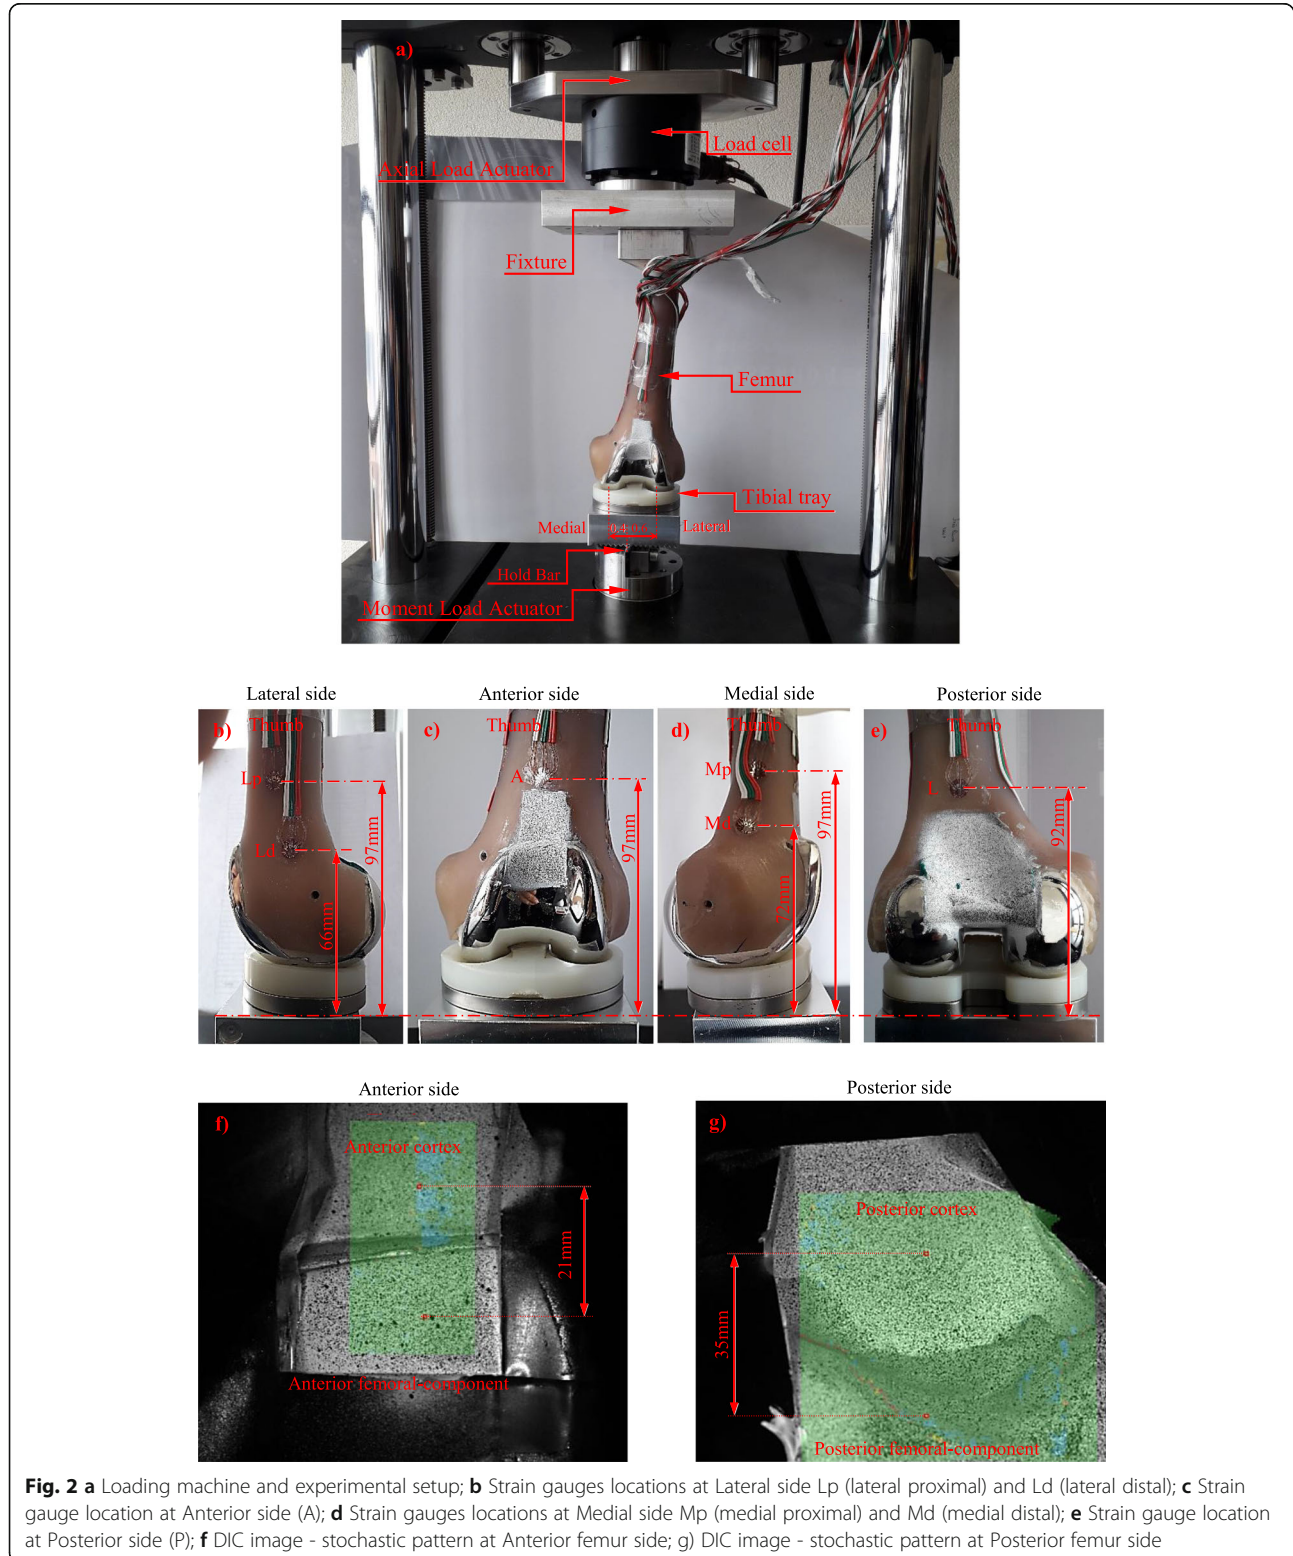 a)
Load cell
Axial Load Actuator
Fixture
Femur
Tibial tray
Medial
Lateral
Hold Bar
Moment Load Actuator
Lateral side
Anterior side
Medial side
Posterior side
b)
Thumb
c)
Thumb
d)
Thumb
e)
Thumb
Lp
A
Mp
Md
Ld
97mm
66mm
97mm
97mm
72mm
92mm
Anterior side
Posterior side
f)
Anterior cortex
21mm
Anterior femoral-component
g)
Posterior cortex
35mm
Posterior femoral-component
Fig. 2 a Loading machine and experimental setup; b Strain gauges locations at Lateral side Lp (lateral proximal) and Ld (lateral distal); c Strain
gauge location at Anterior side (A); d Strain gauges locations at Medial side Mp (medial proximal) and Md (medial distal); e Strain gauge location
at Posterior side (P); f DIC image - stochastic pattern at Anterior femur side; g) DIC image - stochastic pattern at Posterior femur side